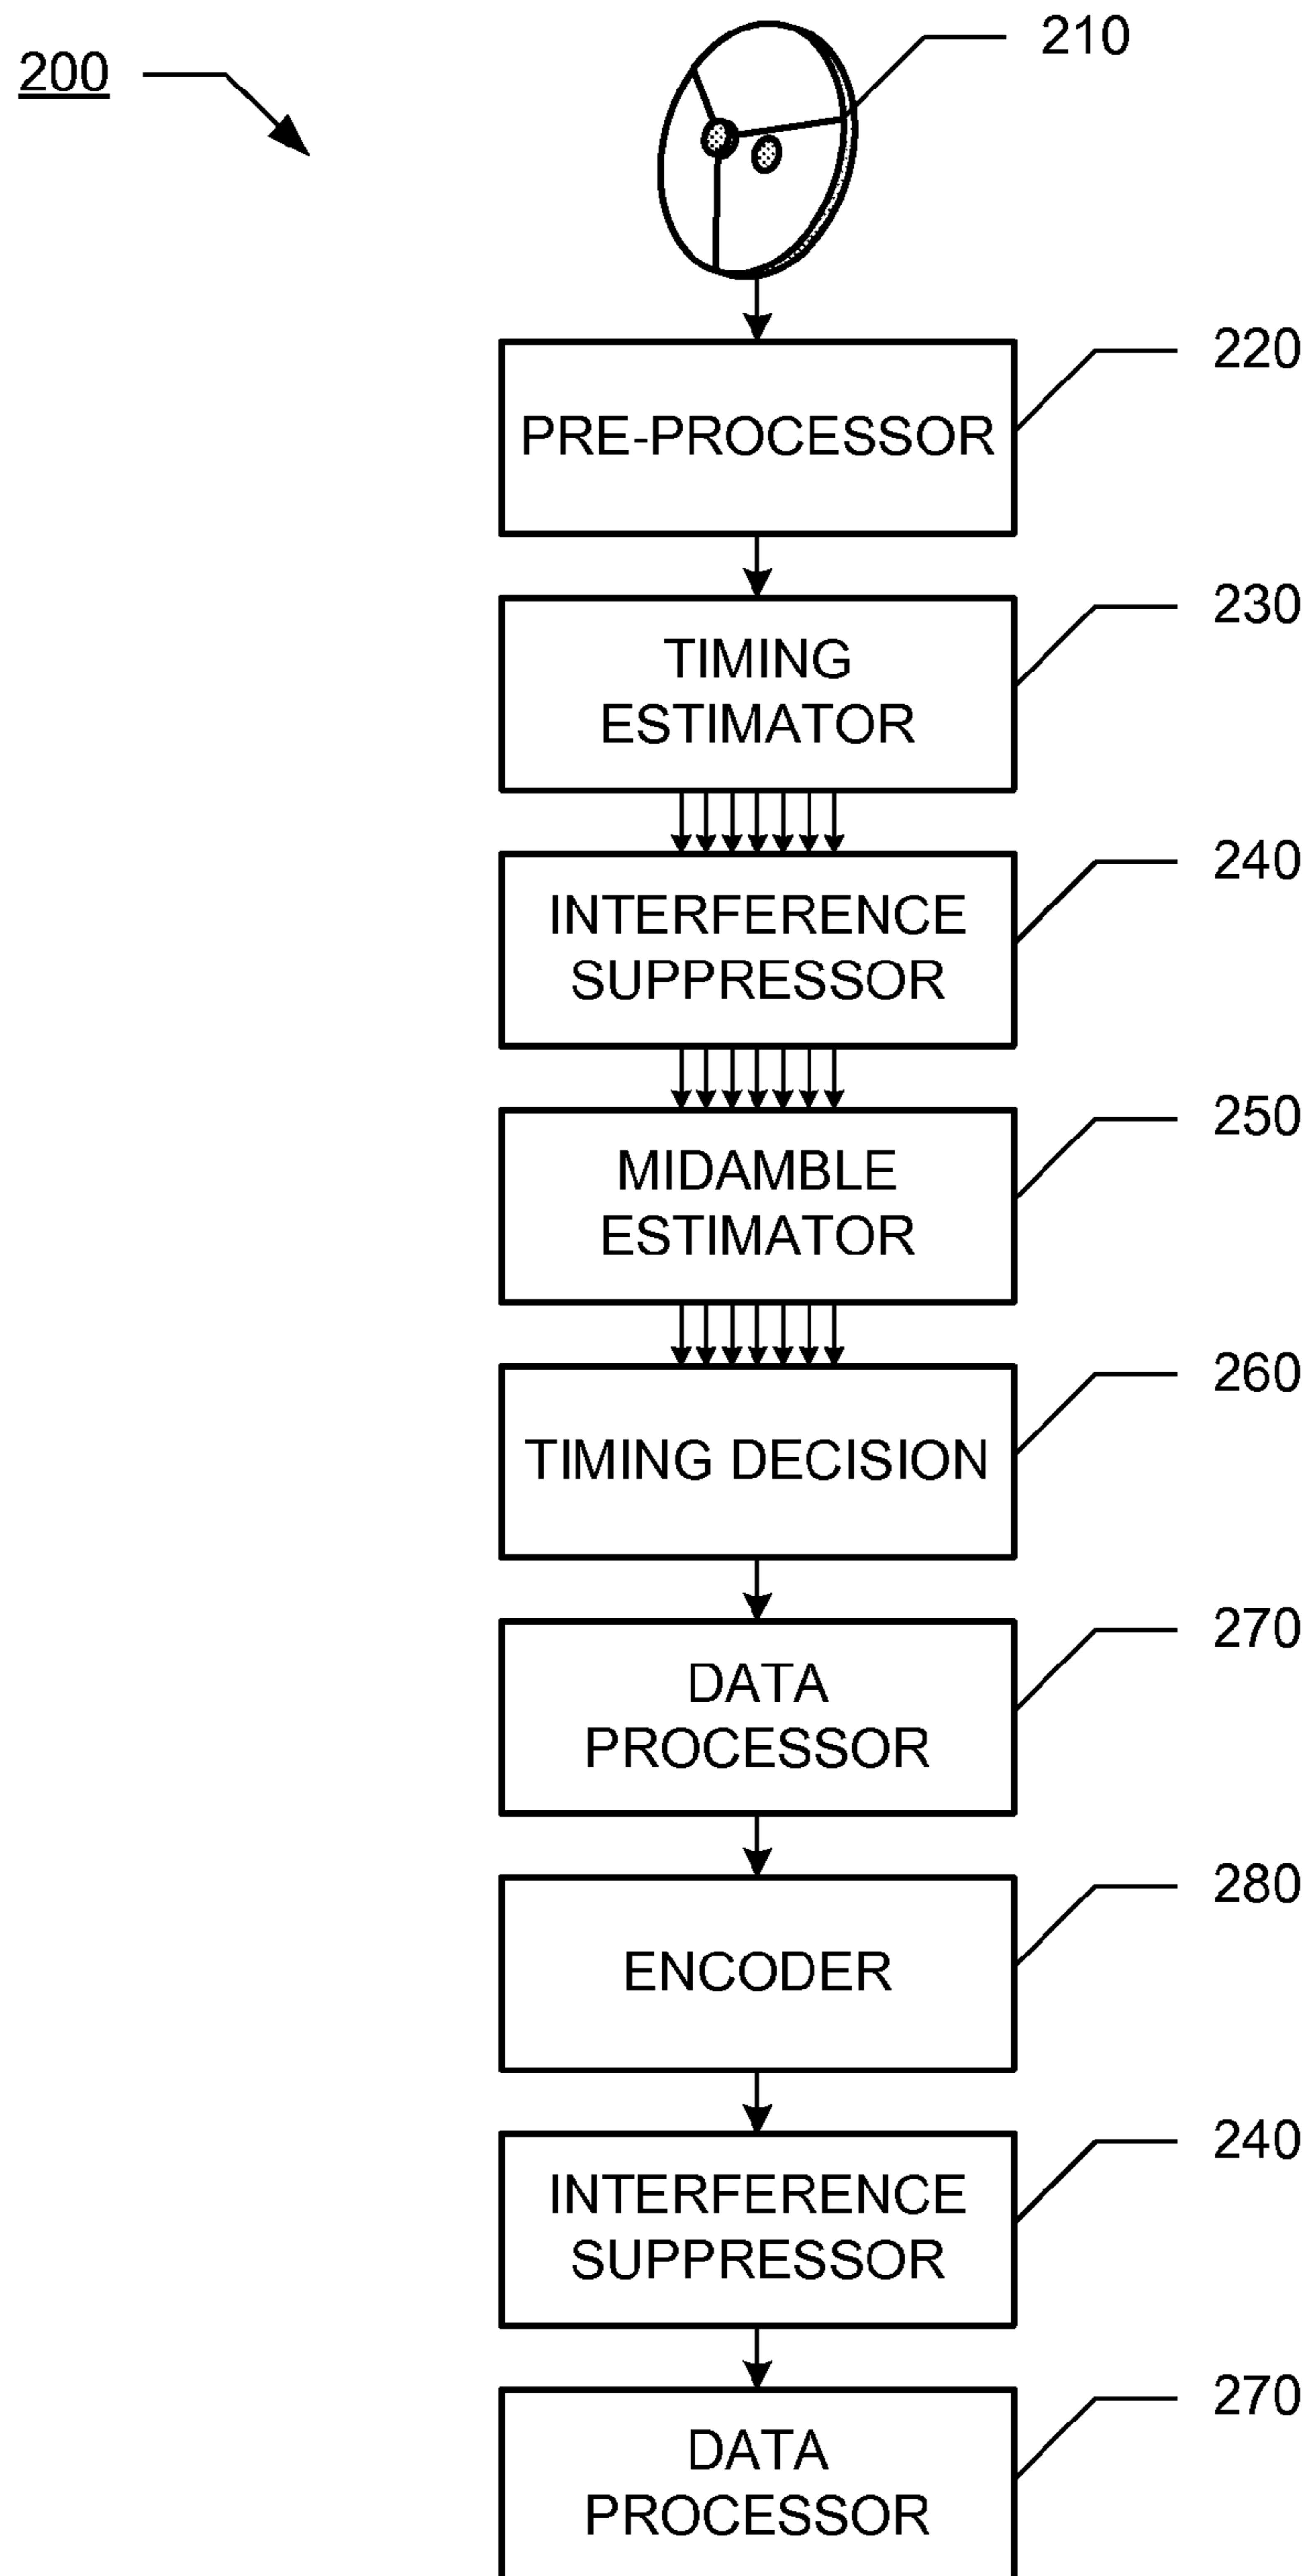 200
210
220
PRE-PROCESSOR
230
TIMING
ESTIMATOR
240
INTERFERENCE
SUPPRESSOR
250
MIDAMBLE
ESTIMATOR
260
TIMING DECISION
270
DATA
PROCESSOR
280
ENCODER
240
INTERFERENCE
SUPPRESSOR
270
DATA
PROCESSOR